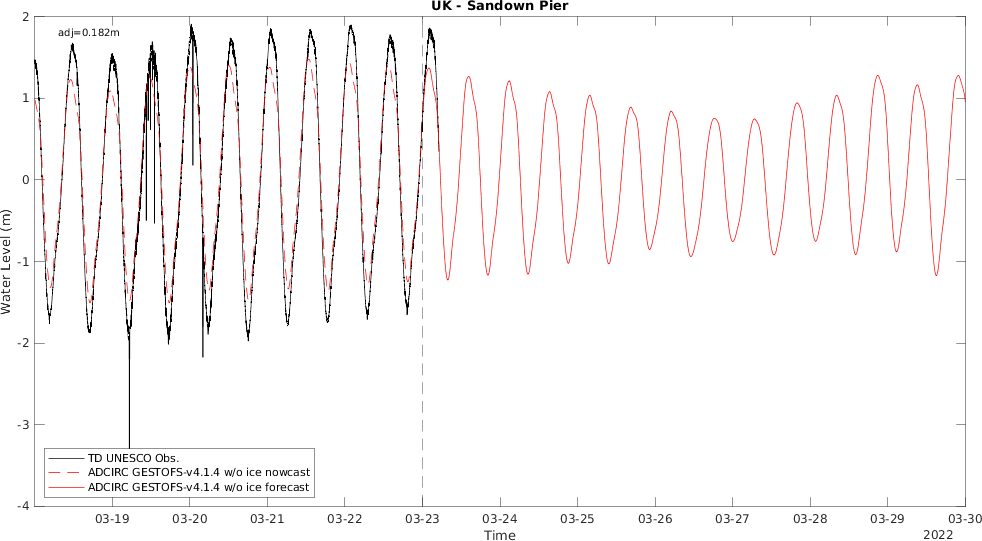 UK - Sandown Pier
adj=0.182m
Water Level (m)
2
1
0
-1
-2
-3
-4
TD UNESCO Obs.
ADCIRC GESTOFS-v4.1.4 w/o ice nowcast
ADCIRC GESTOFS-v4.1.4 w/o ice forecast
03-19 03-20 03-21 03-22 03-23 03-24 03-25 03-26 03-27 03-28 03-29 03-30
Time
2022